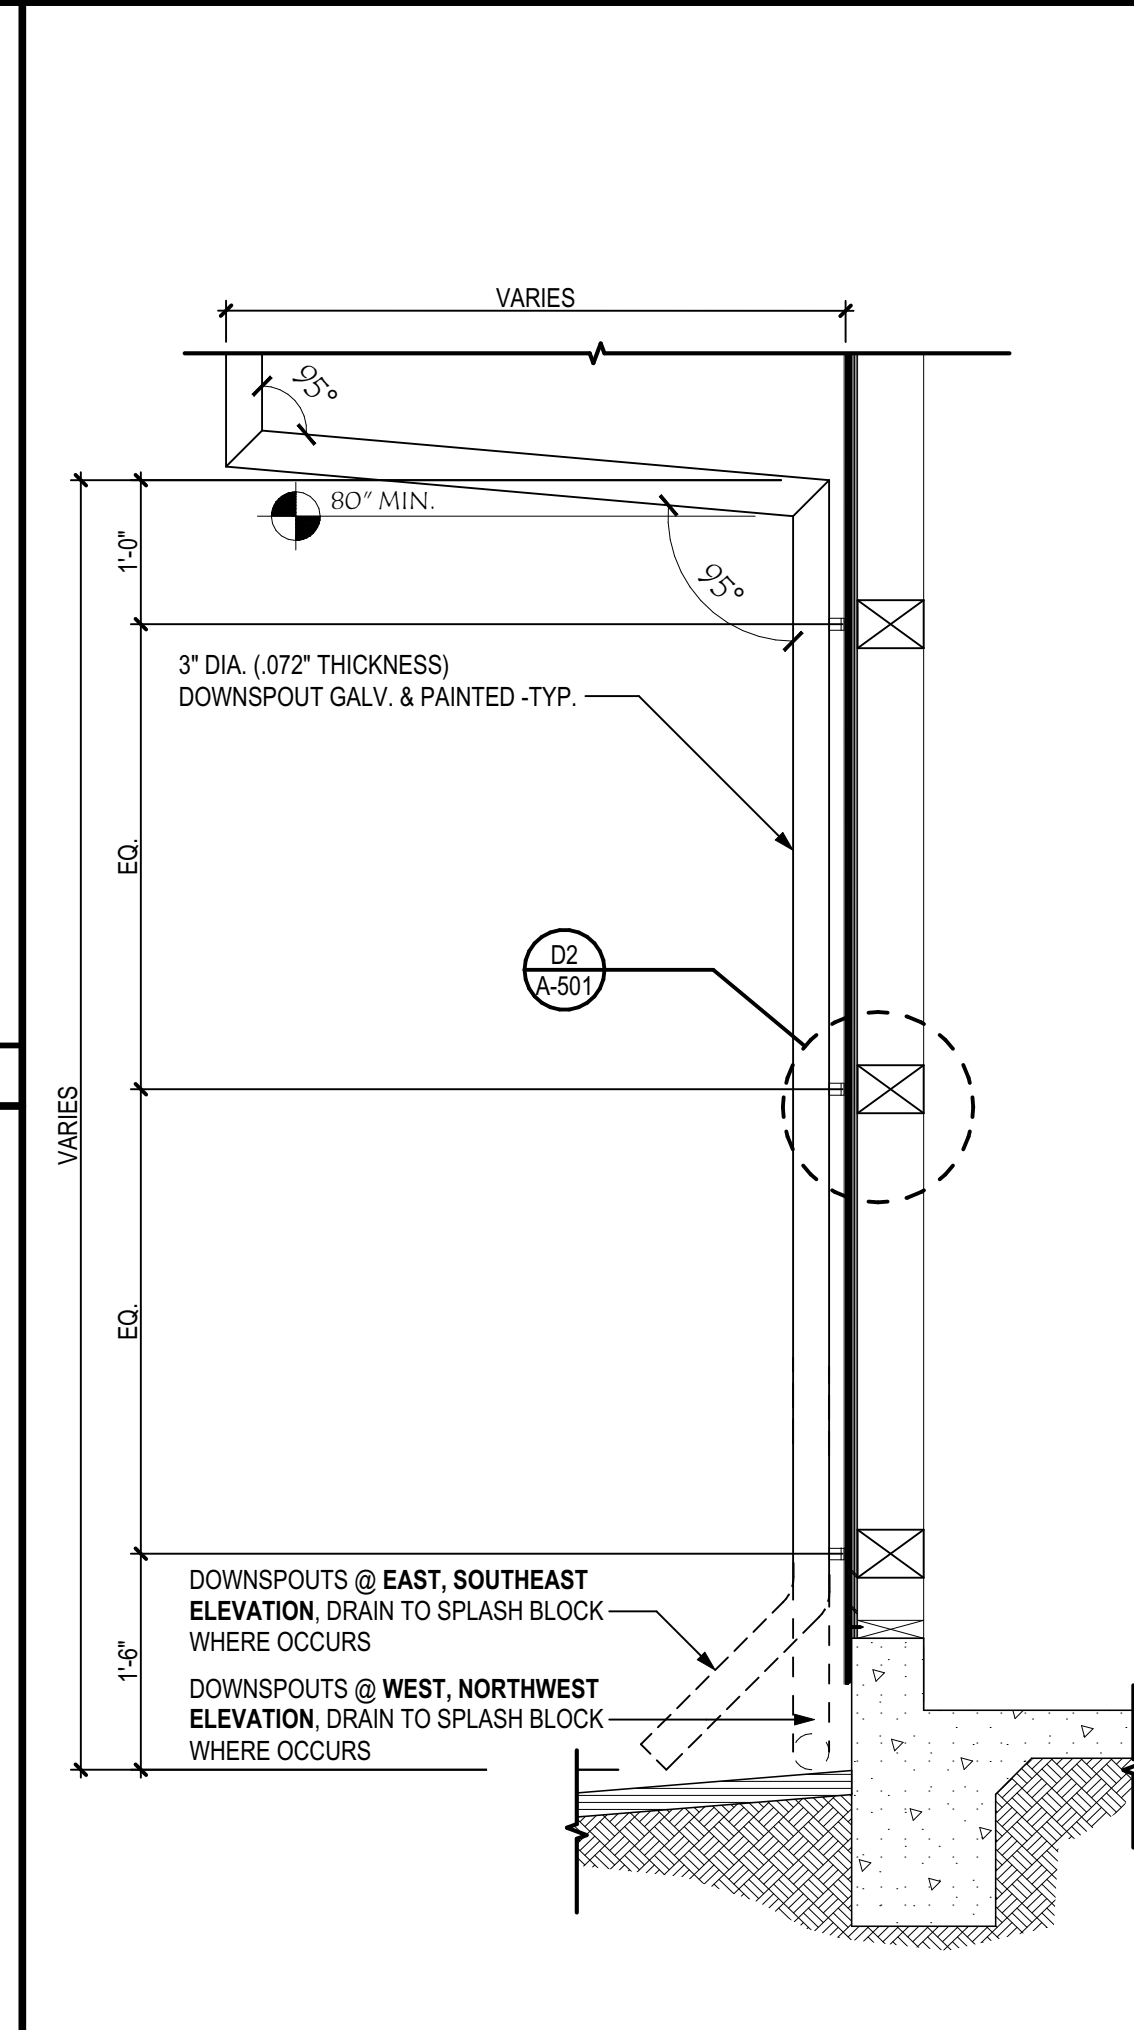 VARIES
95°
80" MIN.
1'-0"
95°
3" DIA. (.072" THICKNESS)
DOWNSPOUT GALV. & PAINTED -TYP.
EQ.
D2
A-501
VARIES
EQ.
DOWNSPOUTS @ EAST, SOUTHEAST
ELEVATION, DRAIN TO SPLASH BLOCK
WHERE OCCURS
1'-6"
DOWNSPOUTS @ WEST, NORTHWEST
ELEVATION, DRAIN TO SPLASH BLOCK
WHERE OCCURS